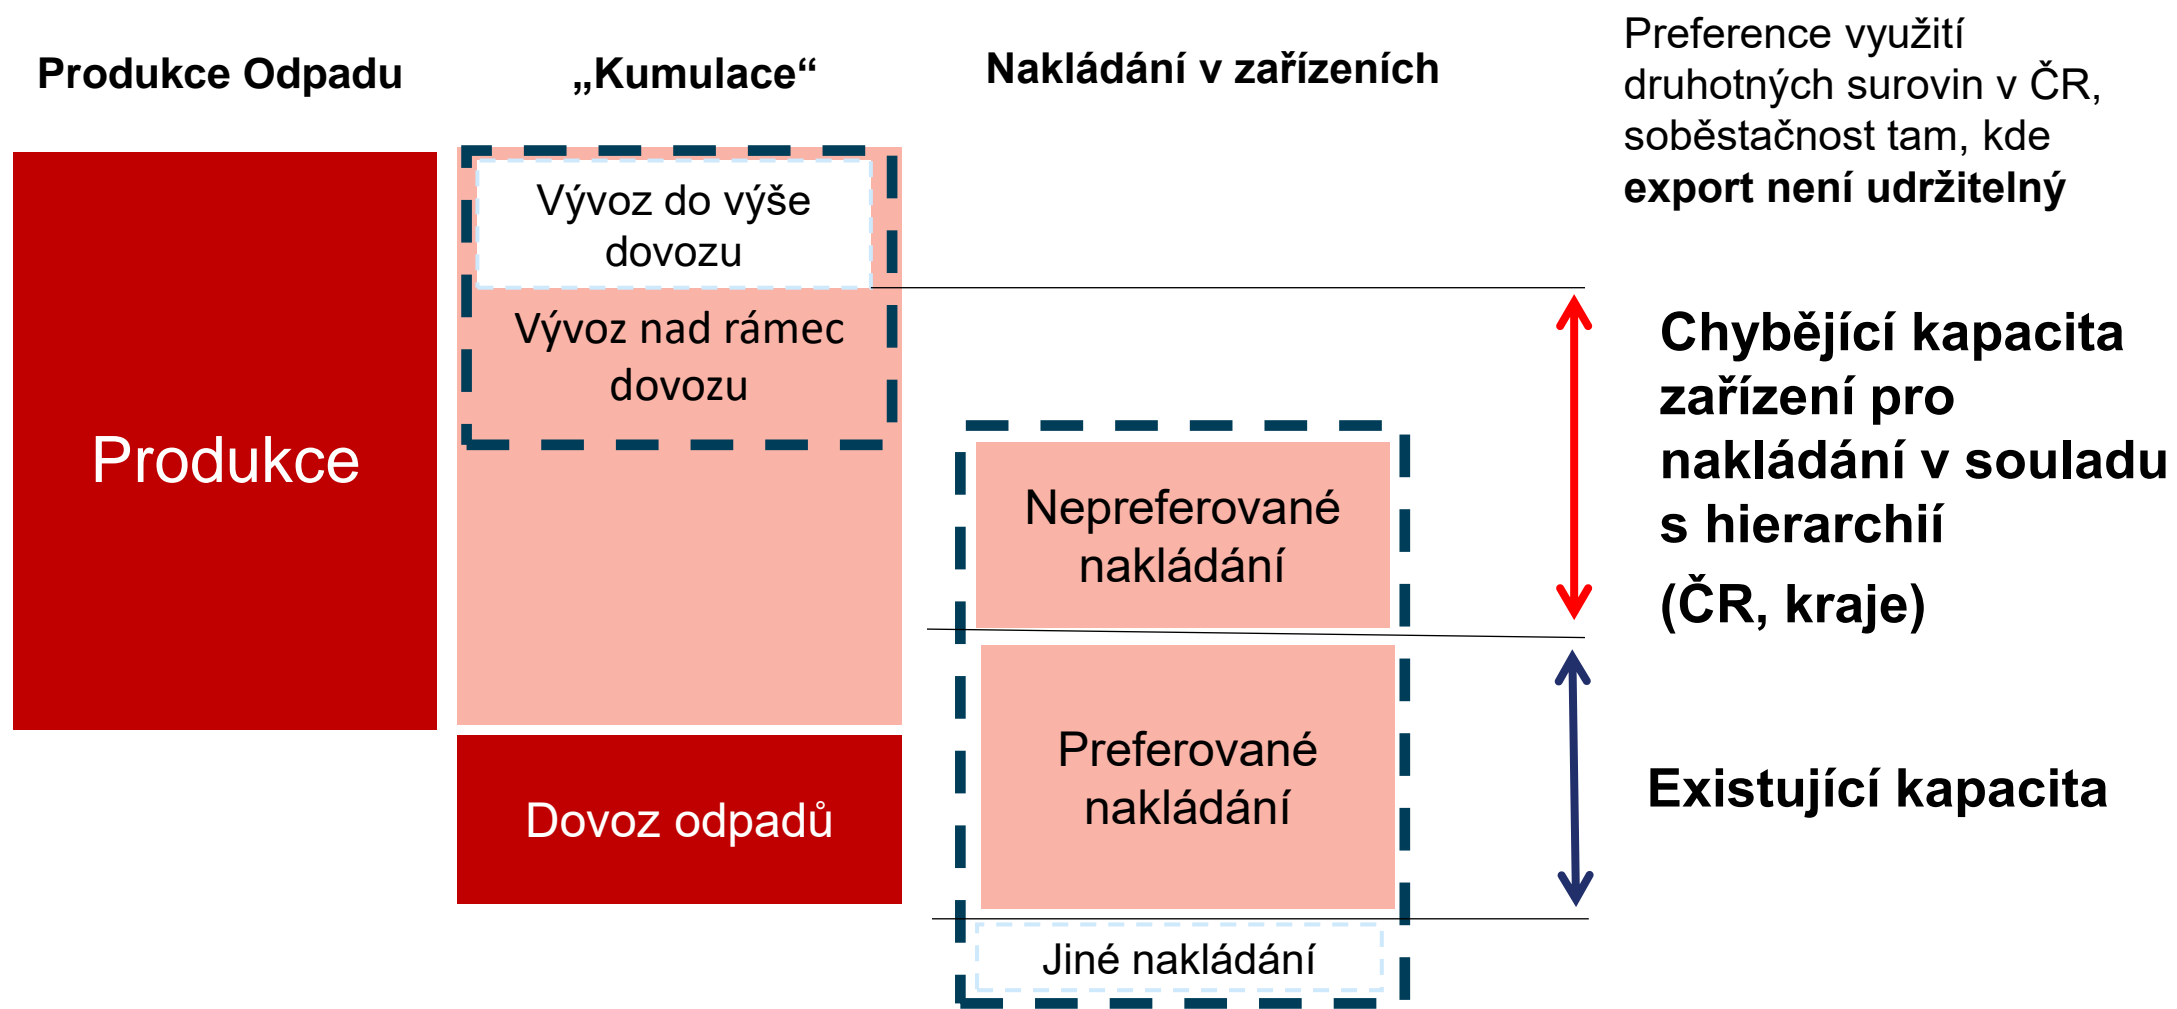 Produkce Odpadu
„Kumulace“
Nakládání v zařízeních
Preference využití
druhotných surovin v ČR,
soběstačnost tam, kde
export není udržitelný
Produkce
Vývoz do výše
dovozu
Vývoz nad rámec
dovozu
Dovoz odpadů
Nepreferované
nakládání
Preferované
nakládání
Jiné nakládání
Chybějící kapacita
zařízení pro
nakládání v souladu
s hierarchií
(ČR, kraje)
Existující kapacita